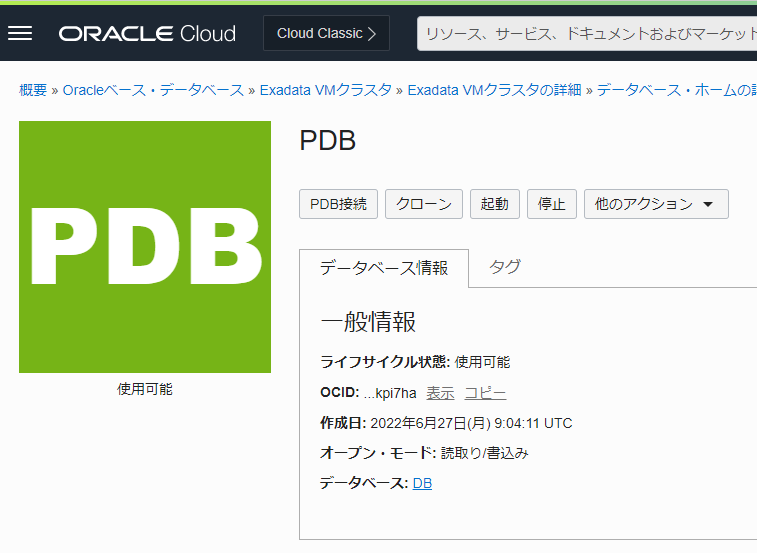 ORACLE Cloud
Cloud Classic
リソース、サービス、ドキュメントおよびマーケット
概要 » Oracleベース・データベース » Exadata VMクラスタ » Exadata VMクラスタの詳細 » データベース・ホームの
PDB
PDB
使用可能
PDB接続 クローン 起動 停止 他のアクション
データベース情報 タグ
一般情報
ライフサイクル状態: 使用可能
OCID: ...kpi7ha 表示 コピー
作成日: 2022年6月27日(月) 9:04:11 UTC
オープン・モード: 読取り/書込み
データベース: DB